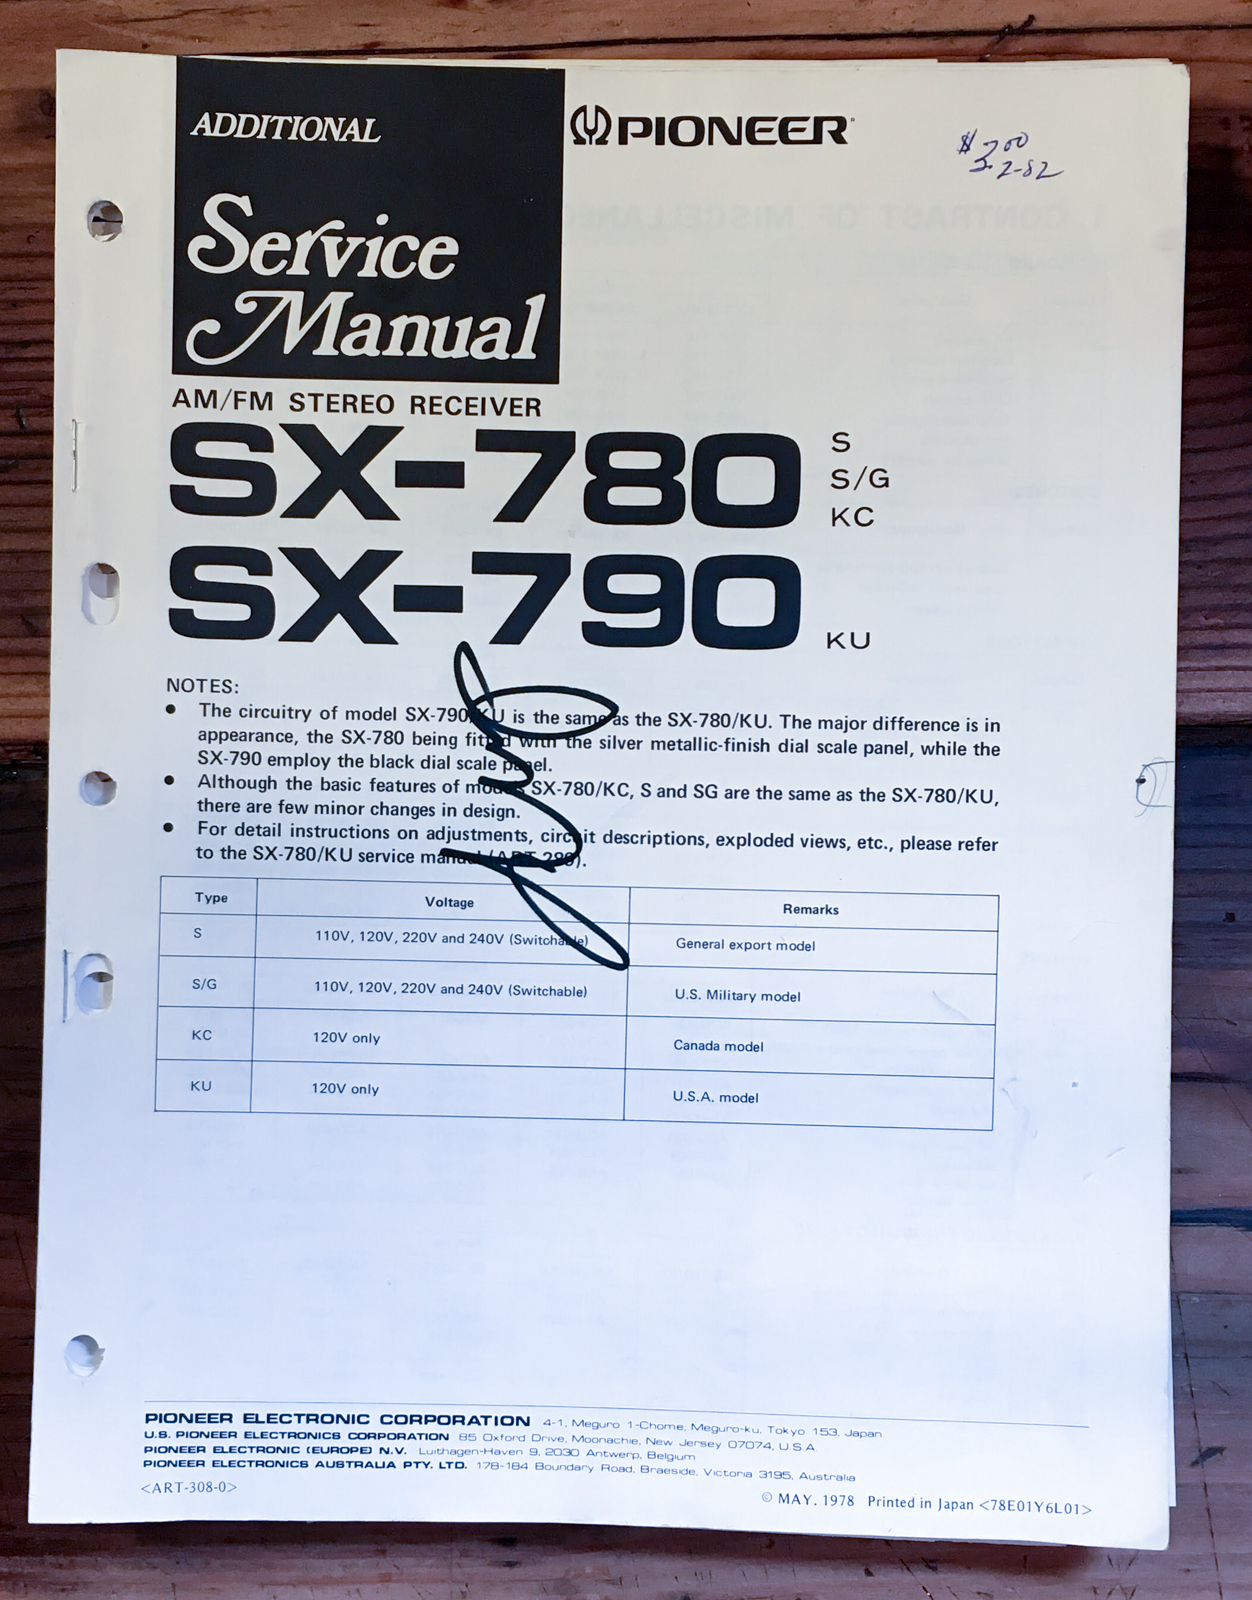 ADDITIONAL
Service
Manual
PIONEER
$ 2.00
2-82
AM/FM STEREO RECEIVER
SX-780
S
S/G
KC
SX-790
KU
NOTES:
• The circuitry of model SX-790/KU is the same as the SX-780/KU. The major difference is in
appearance, the SX-780 being fitted with the silver metallic-finish dial scale panel, while the
SX-790 employ the black dial scale panel.
• Although the basic features of models SX-780/KC, S and SG are the same as the SX-780/KU,
there are few minor changes in design.
• For detail instructions on adjustments, circuit descriptions, exploded views, etc., please refer
to the SX-780/KU service manual (ART-289).
Type Voltage Remarks
S 110V, 120V, 220V and 240V (Switchable) General export model
S/G 110V, 120V, 220V and 240V (Switchable) U.S. Military model
KC 120V only Canada model
KU 120V only U.S.A. model
PIONEER ELECTRONIC CORPORATION 4-1, Meguro 1-Chome, Meguro-ku, Tokyo 153, Japan
U.S. PIONEER ELECTRONICS CORPORATION 85 Oxford Drive, Moonachie, New Jersey 07074, U.S.A.
PIONEER ELECTRONIC (EUROPE) N.V. Luithagen-Haven 9, 2030 Antwerp, Belgium
PIONEER ELECTRONICS AUSTRALIA PTY. LTD. 178-184 Boundary Road, Braeside, Victoria 3195, Australia
<ART-308-0>
© MAY. 1978 Printed in Japan <78E01Y6L01>